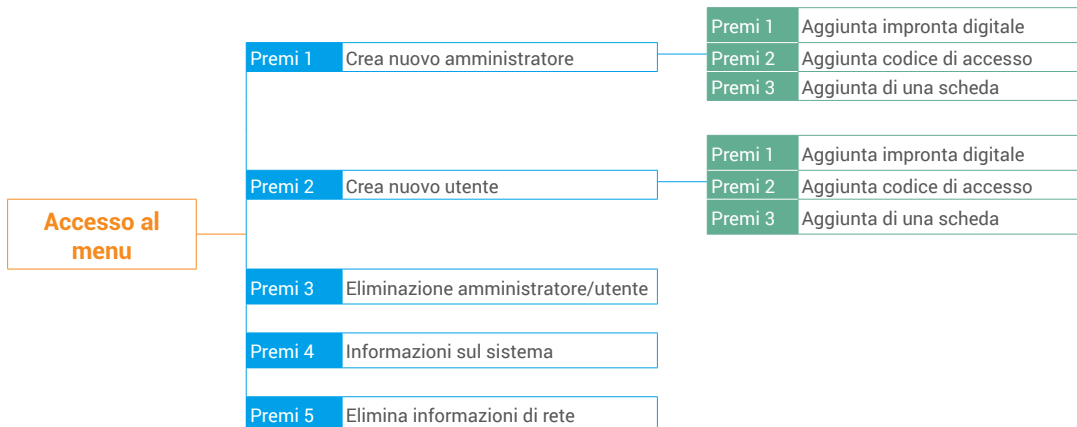 Accesso al
menu
Premi 1 Crea nuovo amministratore
Premi 1 Aggiunta impronta digitale
Premi 2 Aggiunta codice di accesso
Premi 3 Aggiunta di una scheda
Premi 2 Crea nuovo utente
Premi 1 Aggiunta impronta digitale
Premi 2 Aggiunta codice di accesso
Premi 3 Aggiunta di una scheda
Premi 3 Eliminazione amministratore/utente
Premi 4 Informazioni sul sistema
Premi 5 Elimina informazioni di rete